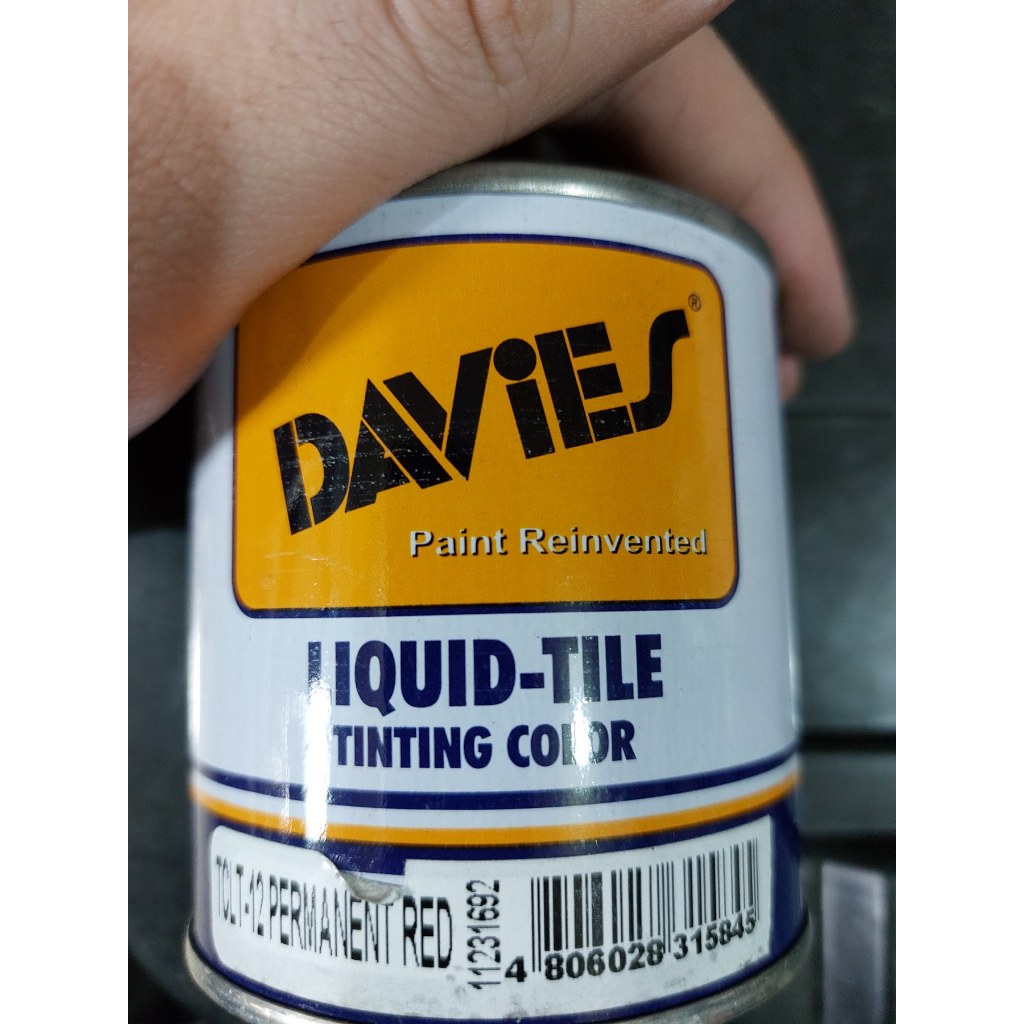 DAViES®
Paint Reinvented
LIQUID-TILE
TINTING COLOR
TCLT-12 PERMANENT RED
11231692
4 806028 315845